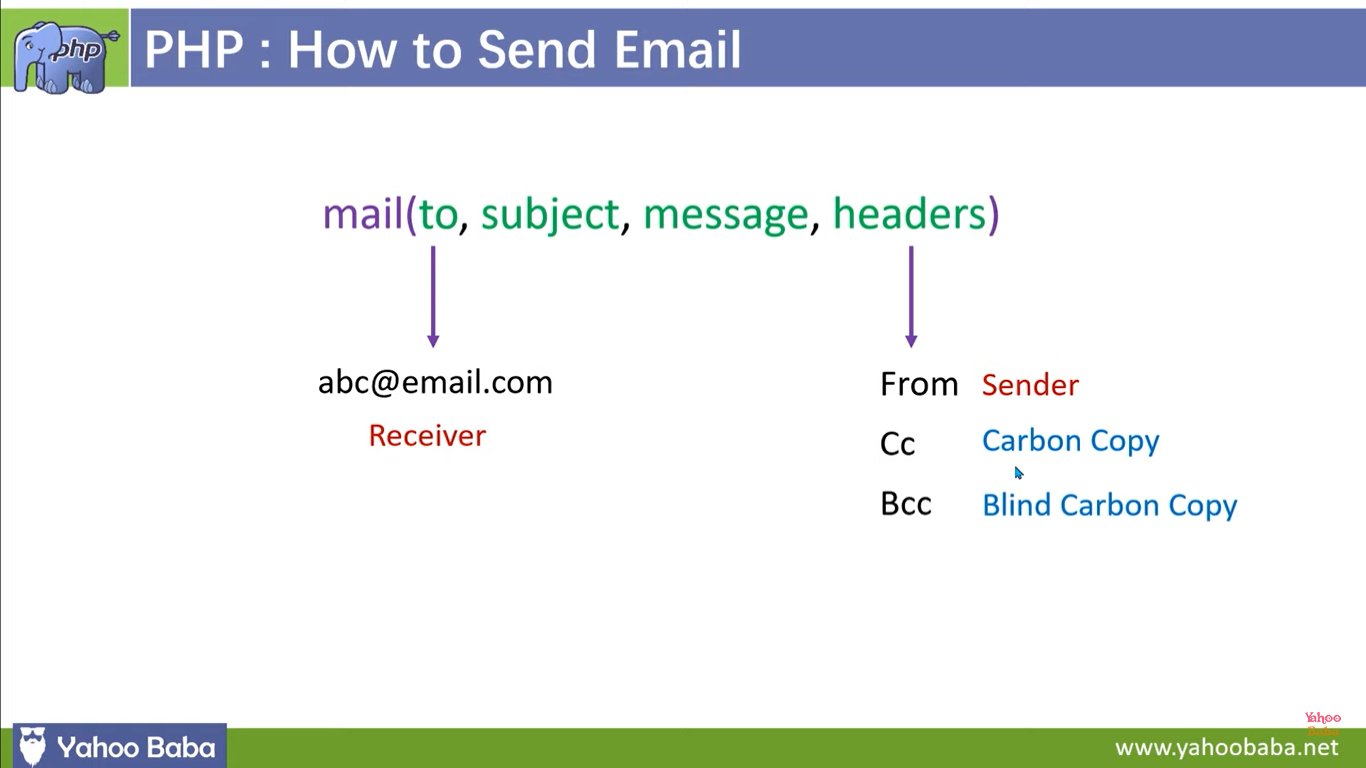 php
PHP : How to Send Email
mail(to, subject, message, headers)
abc@email.com
Receiver
From Sender
Cc Carbon Copy
Bcc Blind Carbon Copy
Yahoo
Baba
Yahoo Baba
www.yahoobaba.net